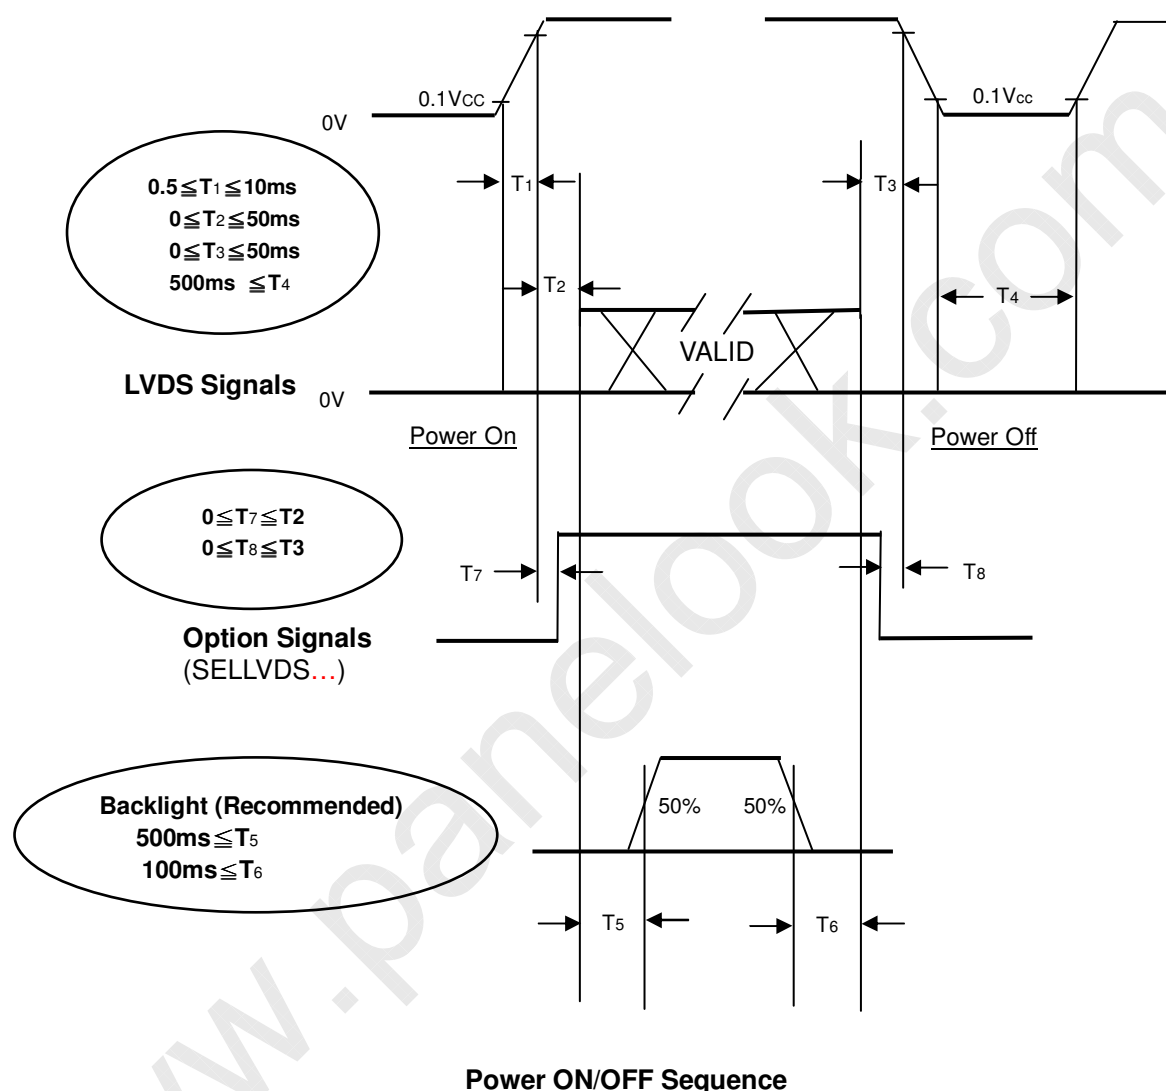 0.1VCC
0.1Vcc
0V
0.5≦T1≦10ms
0≦T2≦50ms
0≦T3≦50ms
500ms ≦T4
T1
T3
T2
T4
VALID
LVDS Signals
0V
Power On
Power Off
0≦T7≦T2
0≦T8≦T3
T7
T8
Option Signals
(SELLVDS...)
Backlight (Recommended)
500ms≦T5
100ms≦T6
50%
50%
T5
T6
Power ON/OFF Sequence
w.panelook.com